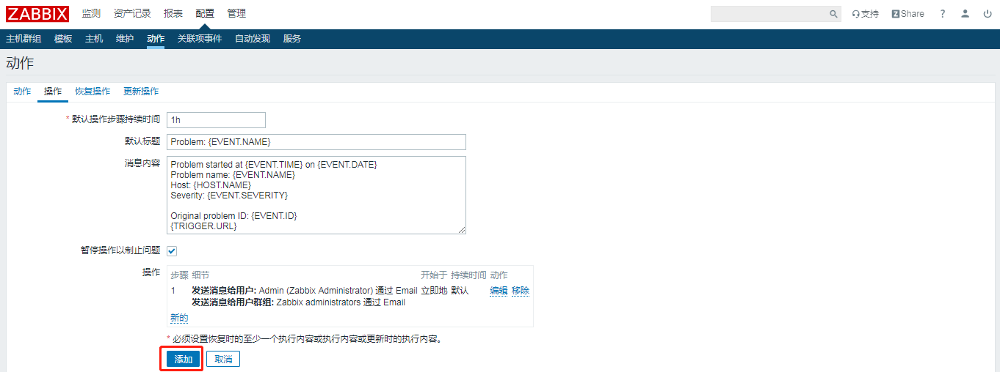 ZABBIX 监测 资产记录 报表 配置 管理 支持 Z Share ?
主机群组 模板 主机 维护 动作 关联项事件 自动发现 服务
动作
动作 操作 恢复操作 更新操作
* 默认操作步骤持续时间 1h
默认标题 Problem: {EVENT.NAME}
消息内容 Problem started at {EVENT.TIME} on {EVENT.DATE}
Problem name: {EVENT.NAME}
Host: {HOST.NAME}
Severity: {EVENT.SEVERITY}
Original problem ID: {EVENT.ID}
{TRIGGER.URL}
暂停操作以制止问题
操作 步骤 细节 开始于 持续时间 动作
1 发送消息给用户: Admin (Zabbix Administrator) 通过 Email 立即地 默认 编辑 移除
发送消息给用户群组: Zabbix administrators 通过 Email
新的
* 必须设置恢复时的至少一个执行内容或执行内容或更新时的执行内容。
添加 取消